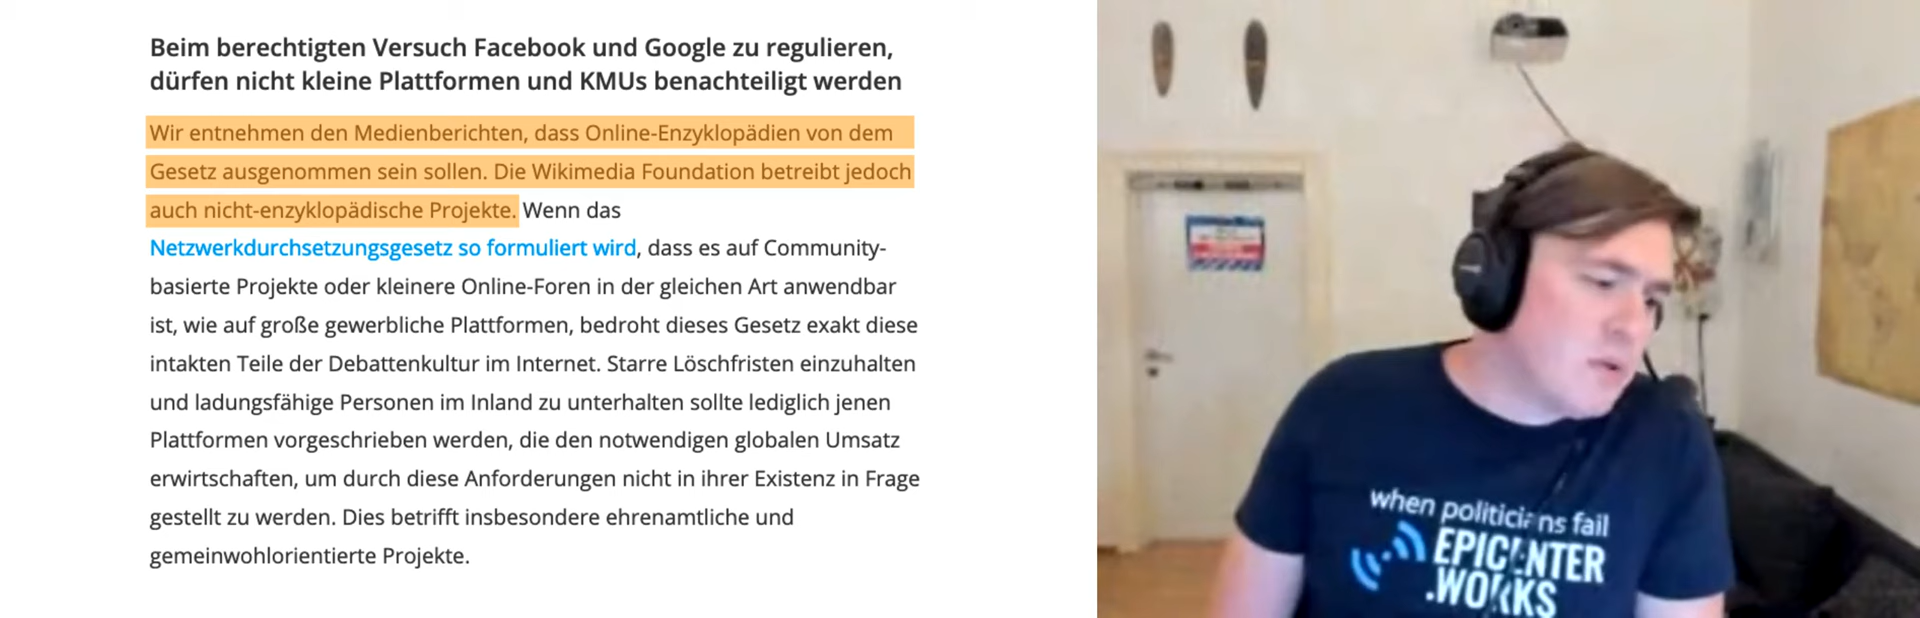 Beim berechtigten Versuch Facebook und Google zu regulieren,
dürfen nicht kleine Plattformen und KMUs benachteiligt werden
Wir entnehmen den Medienberichten, dass Online-Enzyklopädien von dem
Gesetz ausgenommen sein sollen. Die Wikimedia Foundation betreibt jedoch
auch nicht-enzyklopädische Projekte. Wenn das
Netzwerkdurchsetzungsgesetz so formuliert wird, dass es auf Community-
basierte Projekte oder kleinere Online-Foren in der gleichen Art anwendbar
ist, wie auf große gewerbliche Plattformen, bedroht dieses Gesetz exakt diese
intakten Teile der Debattenkultur im Internet. Starre Löschfristen einzuhalten
und ladungsfähige Personen im Inland zu unterhalten sollte lediglich jenen
Plattformen vorgeschrieben werden, die den notwendigen globalen Umsatz
erwirtschaften, um durch diese Anforderungen nicht in ihrer Existenz in Frage
gestellt zu werden. Dies betrifft insbesondere ehrenamtliche und
gemeinwohlorientierte Projekte.
when politicians fail
EPICENTER
.WORKS